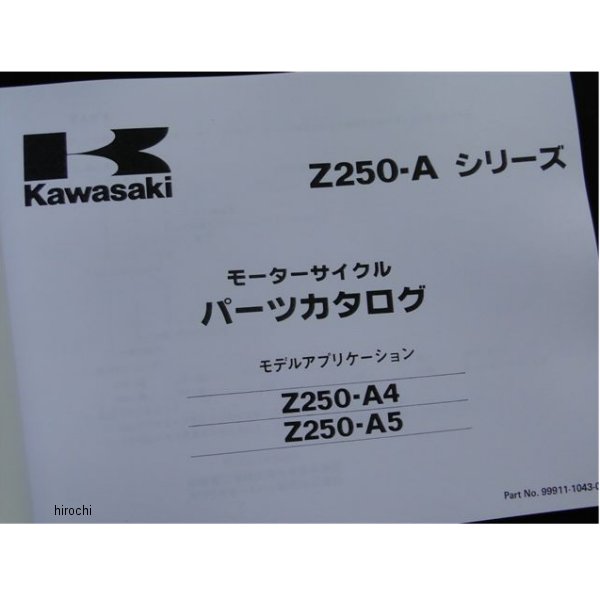 Kawasaki
Z250-A シリーズ
モーターサイクル
パーツカタログ
モデルアプリケーション
Z250-A4
Z250-A5
Part No. 99911-1043-0
hirochi